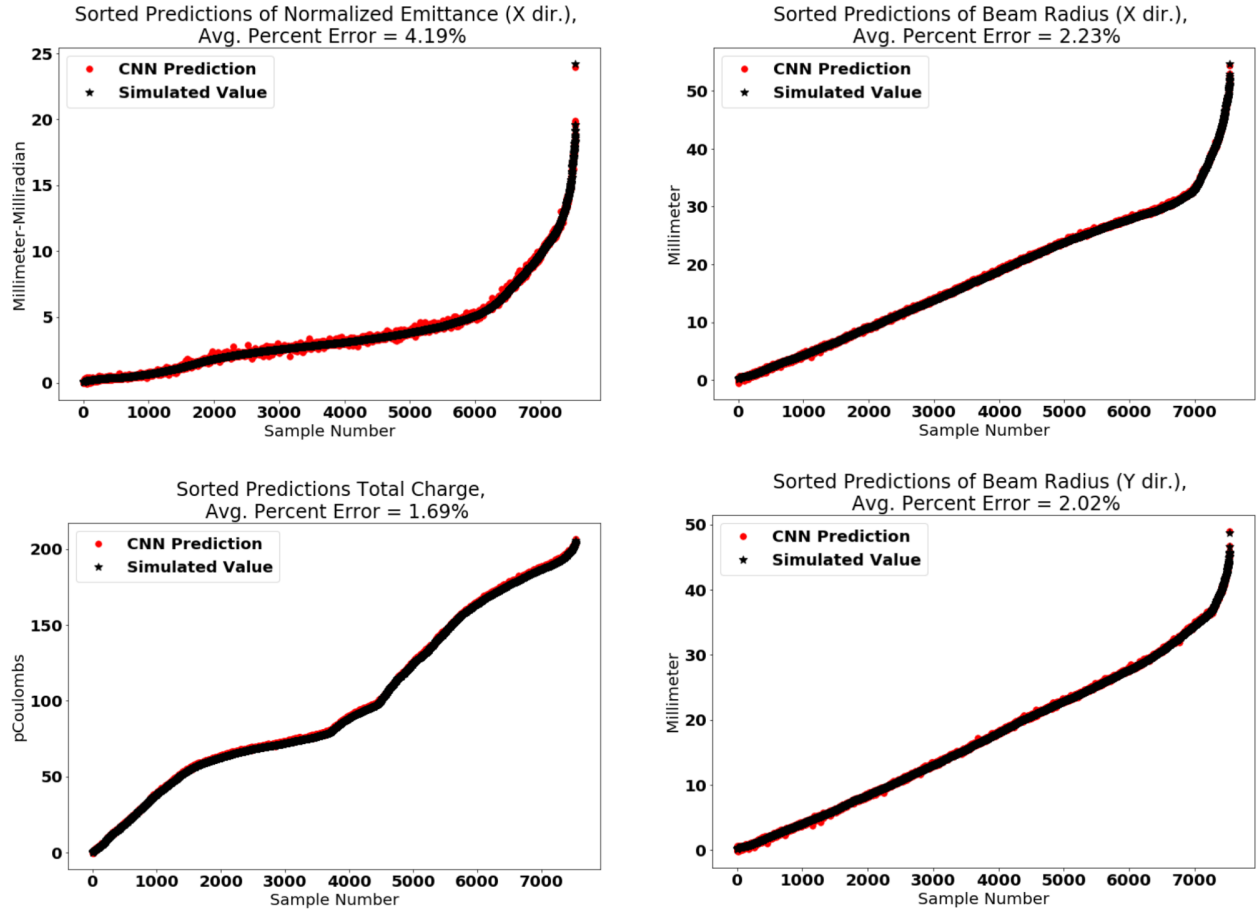 Sorted Predictions of Normalized Emittance (X dir.),
Avg. Percent Error = 4.19%
25
20
15
10
5
0
Millimeter-Milliradian
CNN Prediction
Simulated Value
0 1000 2000 3000 4000 5000 6000 7000
Sample Number
Sorted Predictions of Beam Radius (X dir.),
Avg. Percent Error = 2.23%
50
40
30
20
10
0
Millimeter
CNN Prediction
Simulated Value
0 1000 2000 3000 4000 5000 6000 7000
Sample Number
Sorted Predictions Total Charge,
Avg. Percent Error = 1.69%
200
150
100
50
0
pCoulombs
CNN Prediction
Simulated Value
0 1000 2000 3000 4000 5000 6000 7000
Sample Number
Sorted Predictions of Beam Radius (Y dir.),
Avg. Percent Error = 2.02%
50
40
30
20
10
0
Millimeter
CNN Prediction
Simulated Value
0 1000 2000 3000 4000 5000 6000 7000
Sample Number